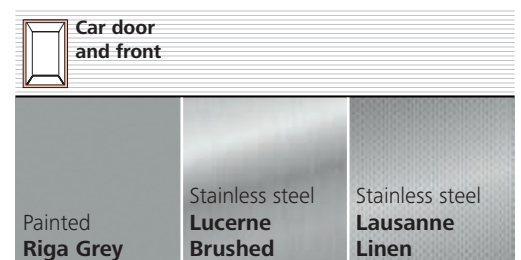 Car door
and front
Painted
Riga Grey
Stainless steel
Lucerne
Brushed
Stainless steel
Lausanne
Linen